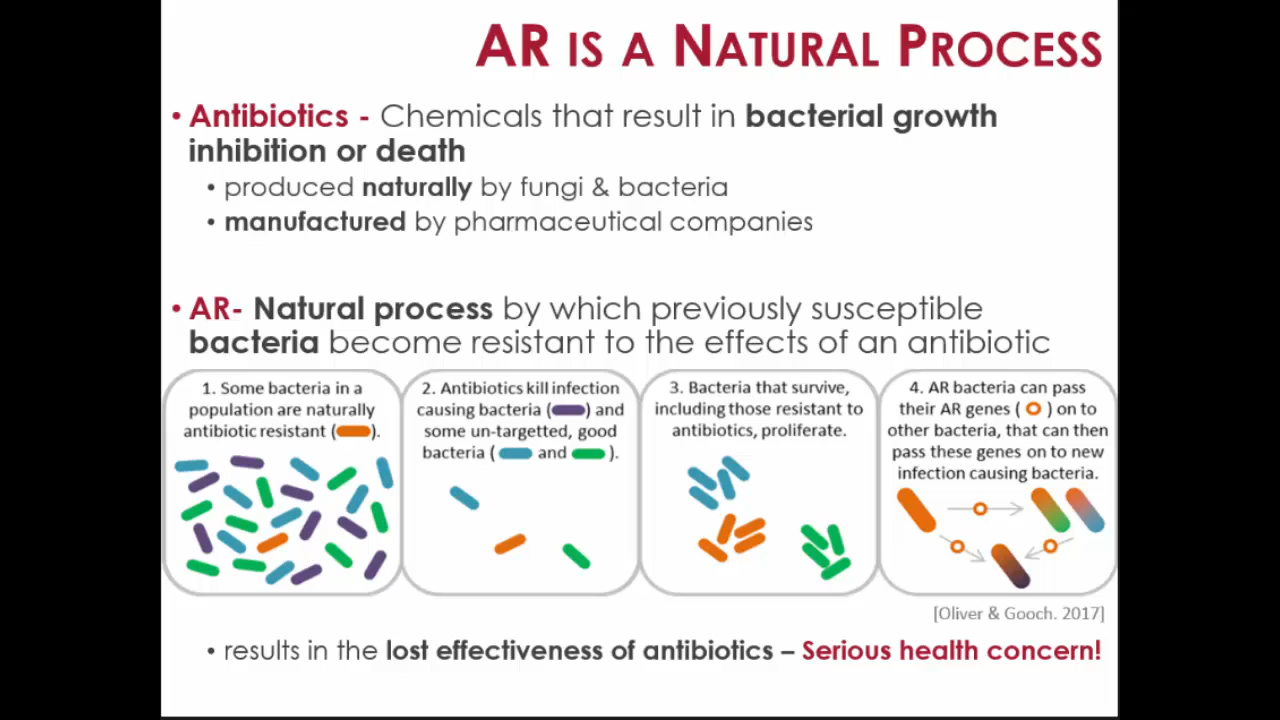 AR IS A NATURAL PROCESS
• Antibiotics - Chemicals that result in bacterial growth
inhibition or death
• produced naturally by fungi & bacteria
• manufactured by pharmaceutical companies
• AR- Natural process by which previously susceptible
bacteria become resistant to the effects of an antibiotic
1. Some bacteria in a
population are naturally
antibiotic resistant ( ).
2. Antibiotics kill infection
causing bacteria ( ) and
some un-targetted, good
bacteria ( and ).
3. Bacteria that survive,
including those resistant to
antibiotics, proliferate.
4. AR bacteria can pass
their AR genes ( ) on to
other bacteria, that can then
pass these genes on to new
infection causing bacteria.
[Oliver & Gooch. 2017]
• results in the lost effectiveness of antibiotics – Serious health concern!